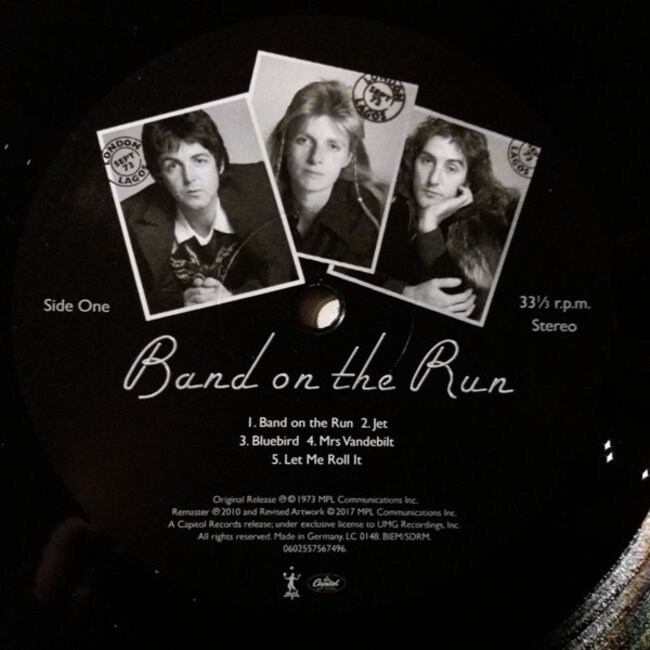 LONDON
SEPT
73
LAGOS
LONDON
SEPT
73
LAGOS
SEPT
73
LAGOS
Side One
33⅓ r.p.m.
Stereo
Band on the Run
1. Band on the Run 2. Jet
3. Bluebird 4. Mrs Vandebilt
5. Let Me Roll It
Original Release ℗© 1973 MPL Communications Inc.
Remaster ℗ 2010 and Revised Artwork © 2017 MPL Communications Inc.
A Capitol Records release; under exclusive license to UMG Recordings, Inc.
All rights reserved. Made in Germany. LC 0148. BIEM/SDRM.
0602557567496.
MPL
Capitol